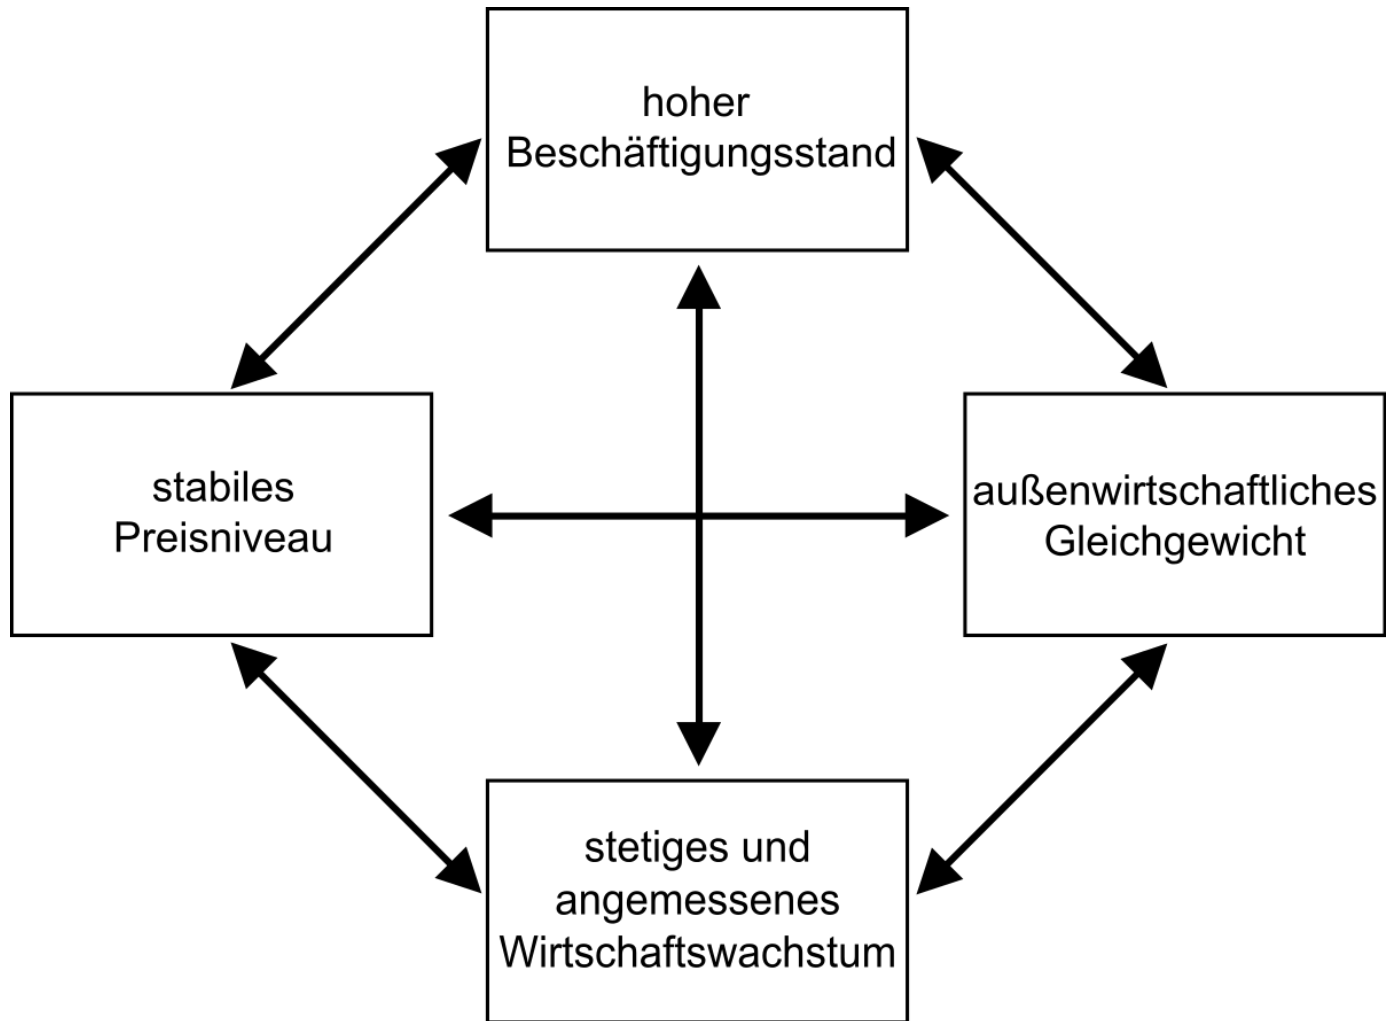 hoher
Beschäftigungsstand
stabiles
Preisniveau
außenwirtschaftliches
Gleichgewicht
stetiges und
angemessenes
Wirtschaftswachstum